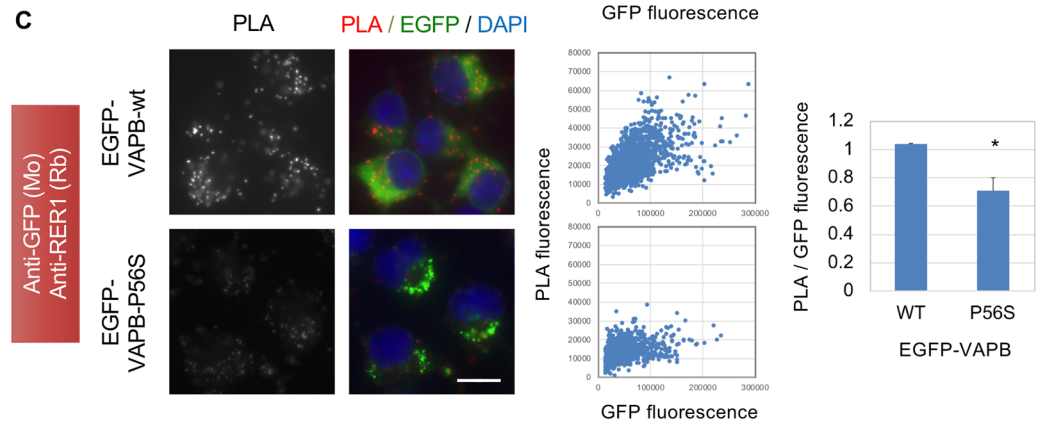 C
PLA
PLA / EGFP / DAPI
GFP fluorescence
Anti-GFP (Mo)
Anti-RER1 (Rb)
EGFP-
VAPB-wt
EGFP-
VAPB-P56S
PLA fluorescence
80000
70000
60000
50000
40000
30000
20000
10000
0
0 100000 200000 300000
80000
70000
60000
50000
40000
30000
20000
10000
0
0 100000 200000 300000
GFP fluorescence
PLA / GFP fluorescence
1.2
1
0.8
0.6
0.4
0.2
0
*
WT P56S
EGFP-VAPB